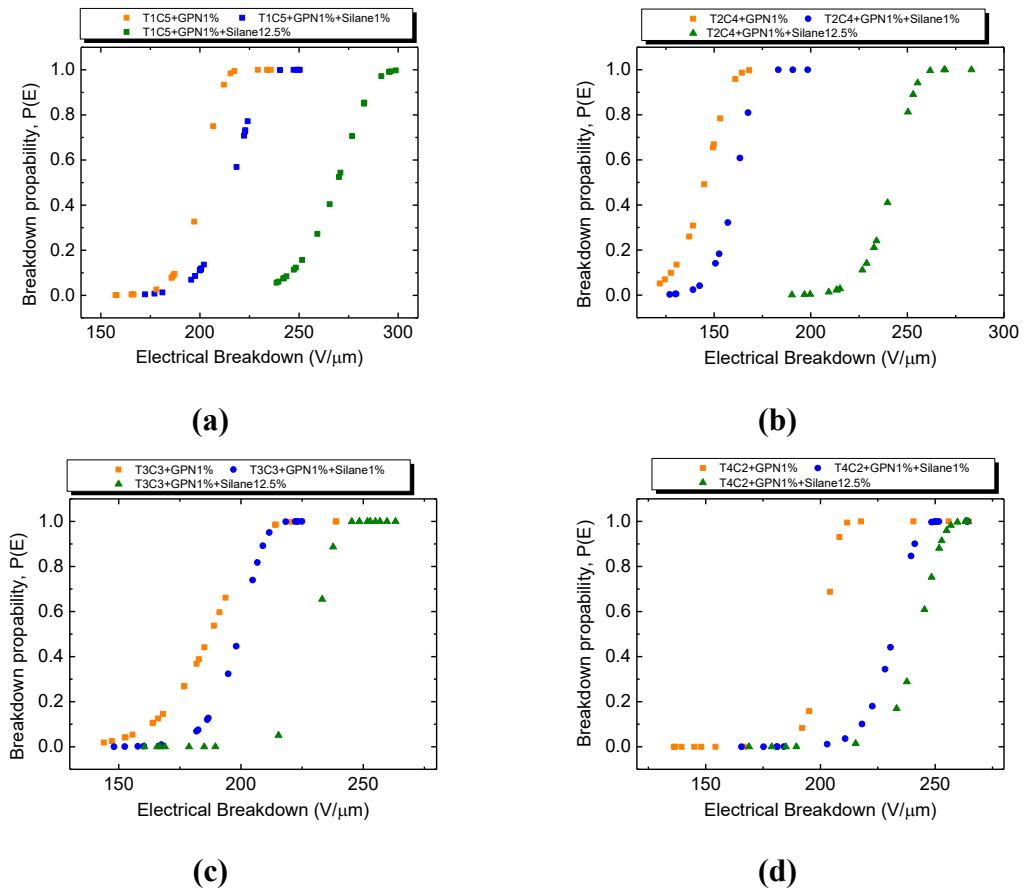 T1C5+GPN1% T1C5+GPN1%+Silane1%
T1C5+GPN1%+Silane12.5%
1.0
0.8
0.6
0.4
0.2
0.0
Breakdown propability, P(E)
150 200 250 300
Electrical Breakdown (V/μm)
(a)
T2C4+GPN1% T2C4+GPN1%+Silane1%
T2C4+GPN1%+Silane12.5%
1.0
0.8
0.6
0.4
0.2
0.0
Breakdown propability, P(E)
150 200 250 300
Electrical Breakdown (V/μm)
(b)
T3C3+GPN1% T3C3+GPN1%+Silane1%
T3C3+GPN1%+Silane12.5%
1.0
0.8
0.6
0.4
0.2
0.0
Breakdown propability, P(E)
150 200 250
Electrical Breakdown (V/μm)
(c)
T4C2+GPN1% T4C2+GPN1%+Silane1%
T4C2+GPN1%+Silane12.5%
1.0
0.8
0.6
0.4
0.2
0.0
Breakdown propability, P(E)
150 200 250
Electrical Breakdown (V/μm)
(d)